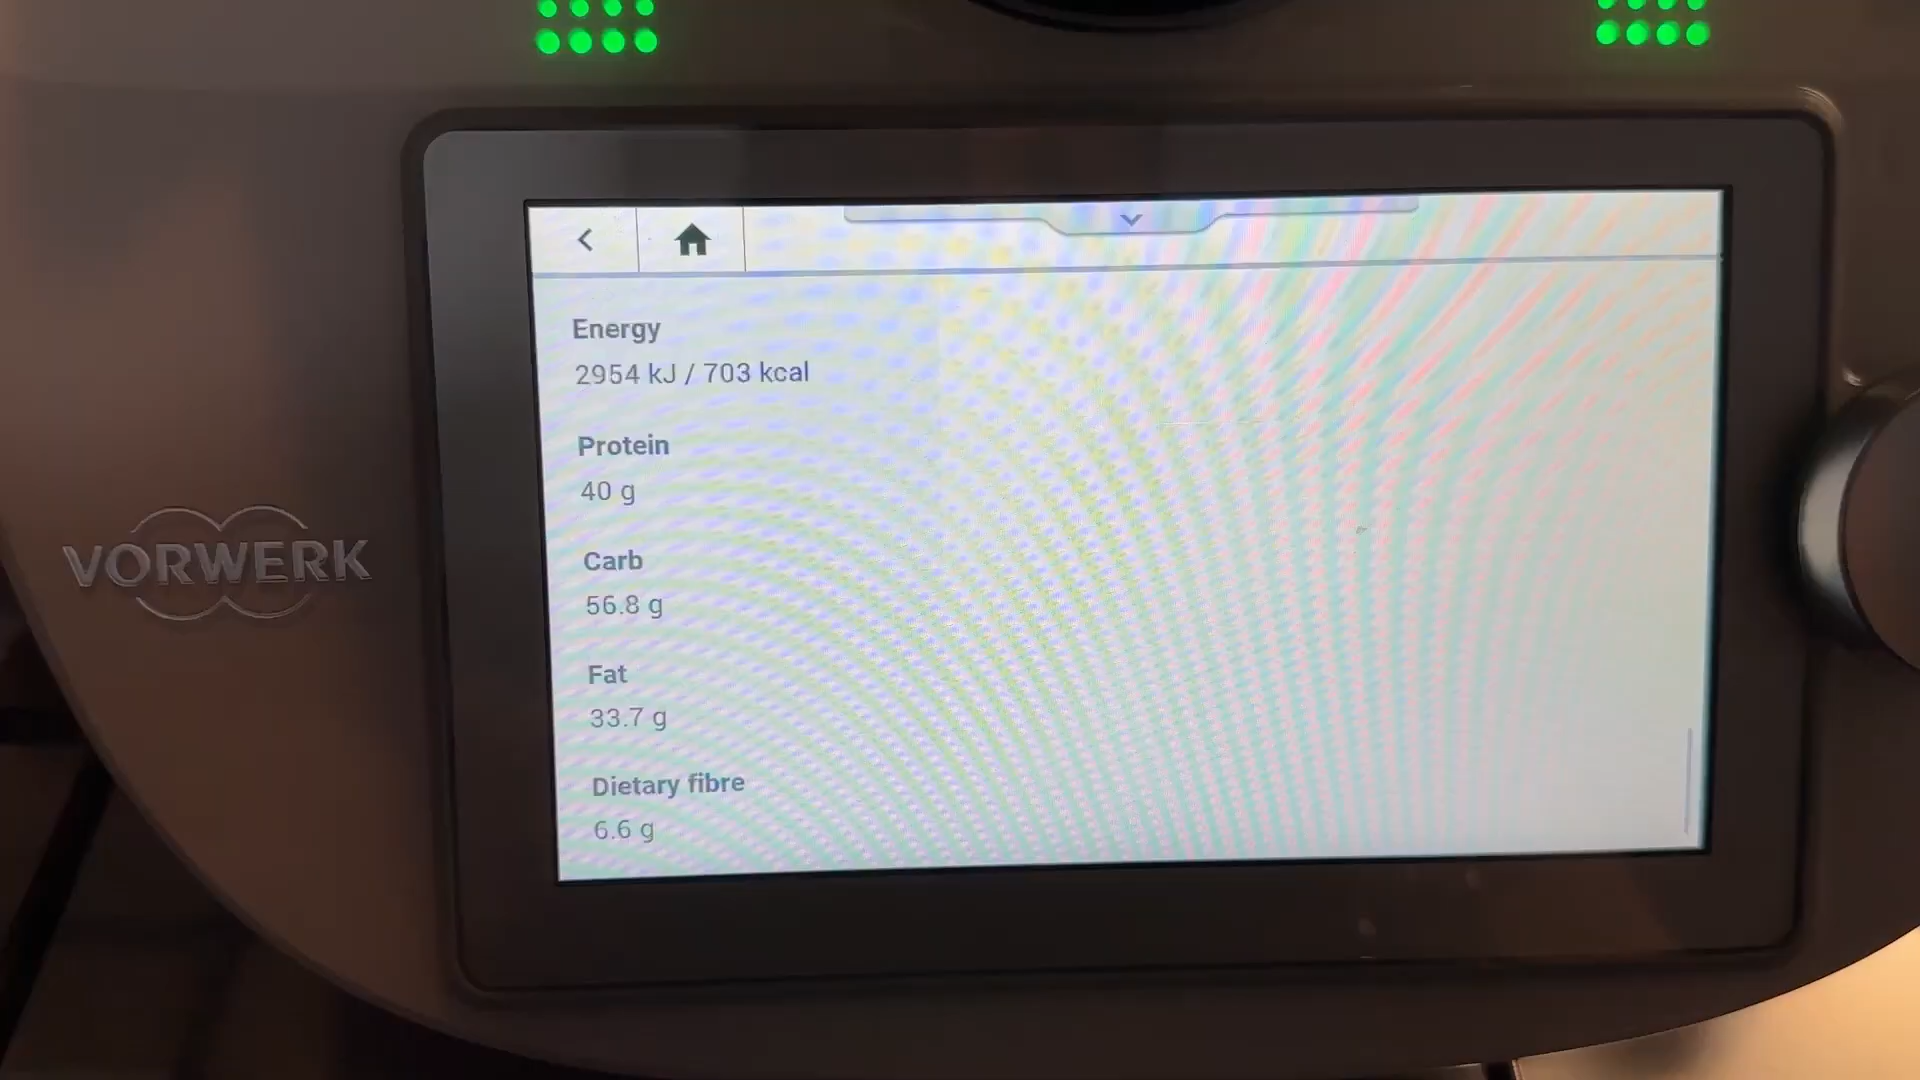 Energy
2954 kJ / 703 kcal
Protein
40 g
Carb
56.8 g
Fat
33.7 g
Dietary fibre
6.6 g
VORWERK